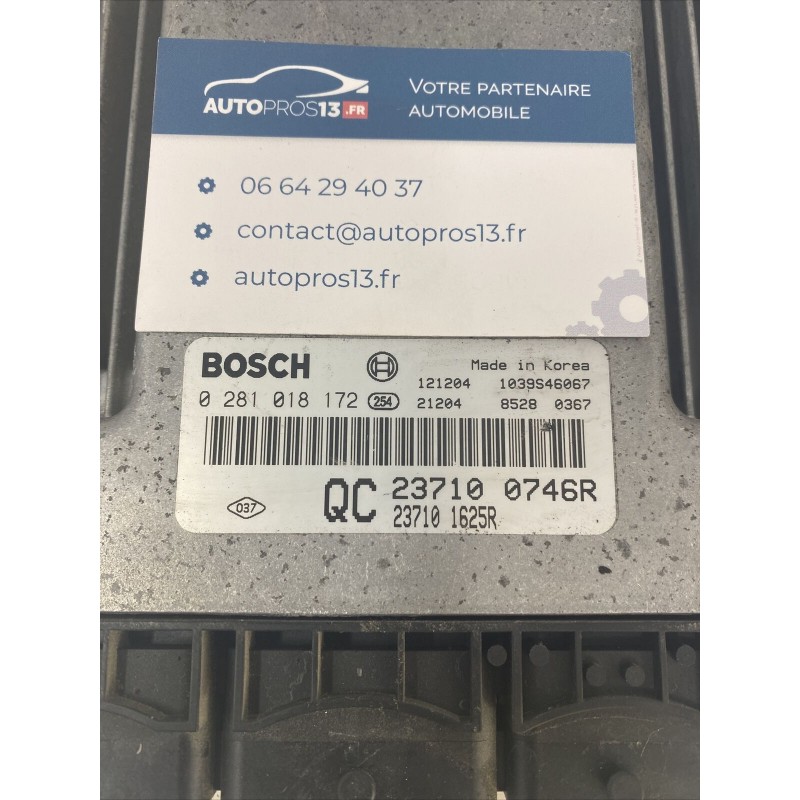 AUTOPROS13.FR
VOTRE PARTENAIRE
AUTOMOBILE
06 64 29 40 37
contact@autopros13.fr
autopros13.fr
BOSCH
Made in Korea
121204 1039S46067
0 281 018 172 254 21204 8528 0367
037
QC 23710 0746R
23710 1625R